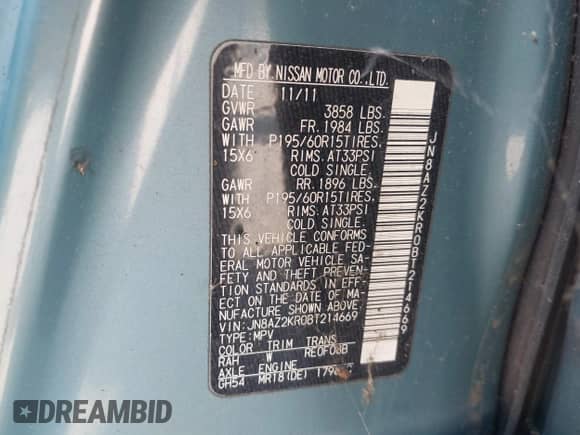 MFD BY NISSAN MOTOR CO.,LTD.
DATE 11/11
GVWR 3858 LBS.
GAWR FR. 1984 LBS.
WITH P195/60R15TIRES,
15X6 RIMS, AT33PSI
COLD SINGLE.
GAWR RR. 1896 LBS.
WITH P195/60R15TIRES,
15X6 RIMS, AT33PSI
COLD SINGLE.
THIS VEHICLE CONFORMS
TO ALL APPLICABLE FED-
ERAL MOTOR VEHICLE SA-
FETY AND THEFT PREVEN-
TION STANDARDS IN EFF-
ECT ON THE DATE OF MA-
NUFACTURE SHOWN ABOVE.
VIN:JN8AZ2KR0BT214669
TYPE:MPV
COLOR TRIM TRANS
RAH W RE0F08B
AXLE ENGINE
GH54 MR18(DE)
JN8AZ2KR0BT214669
DREAMBID